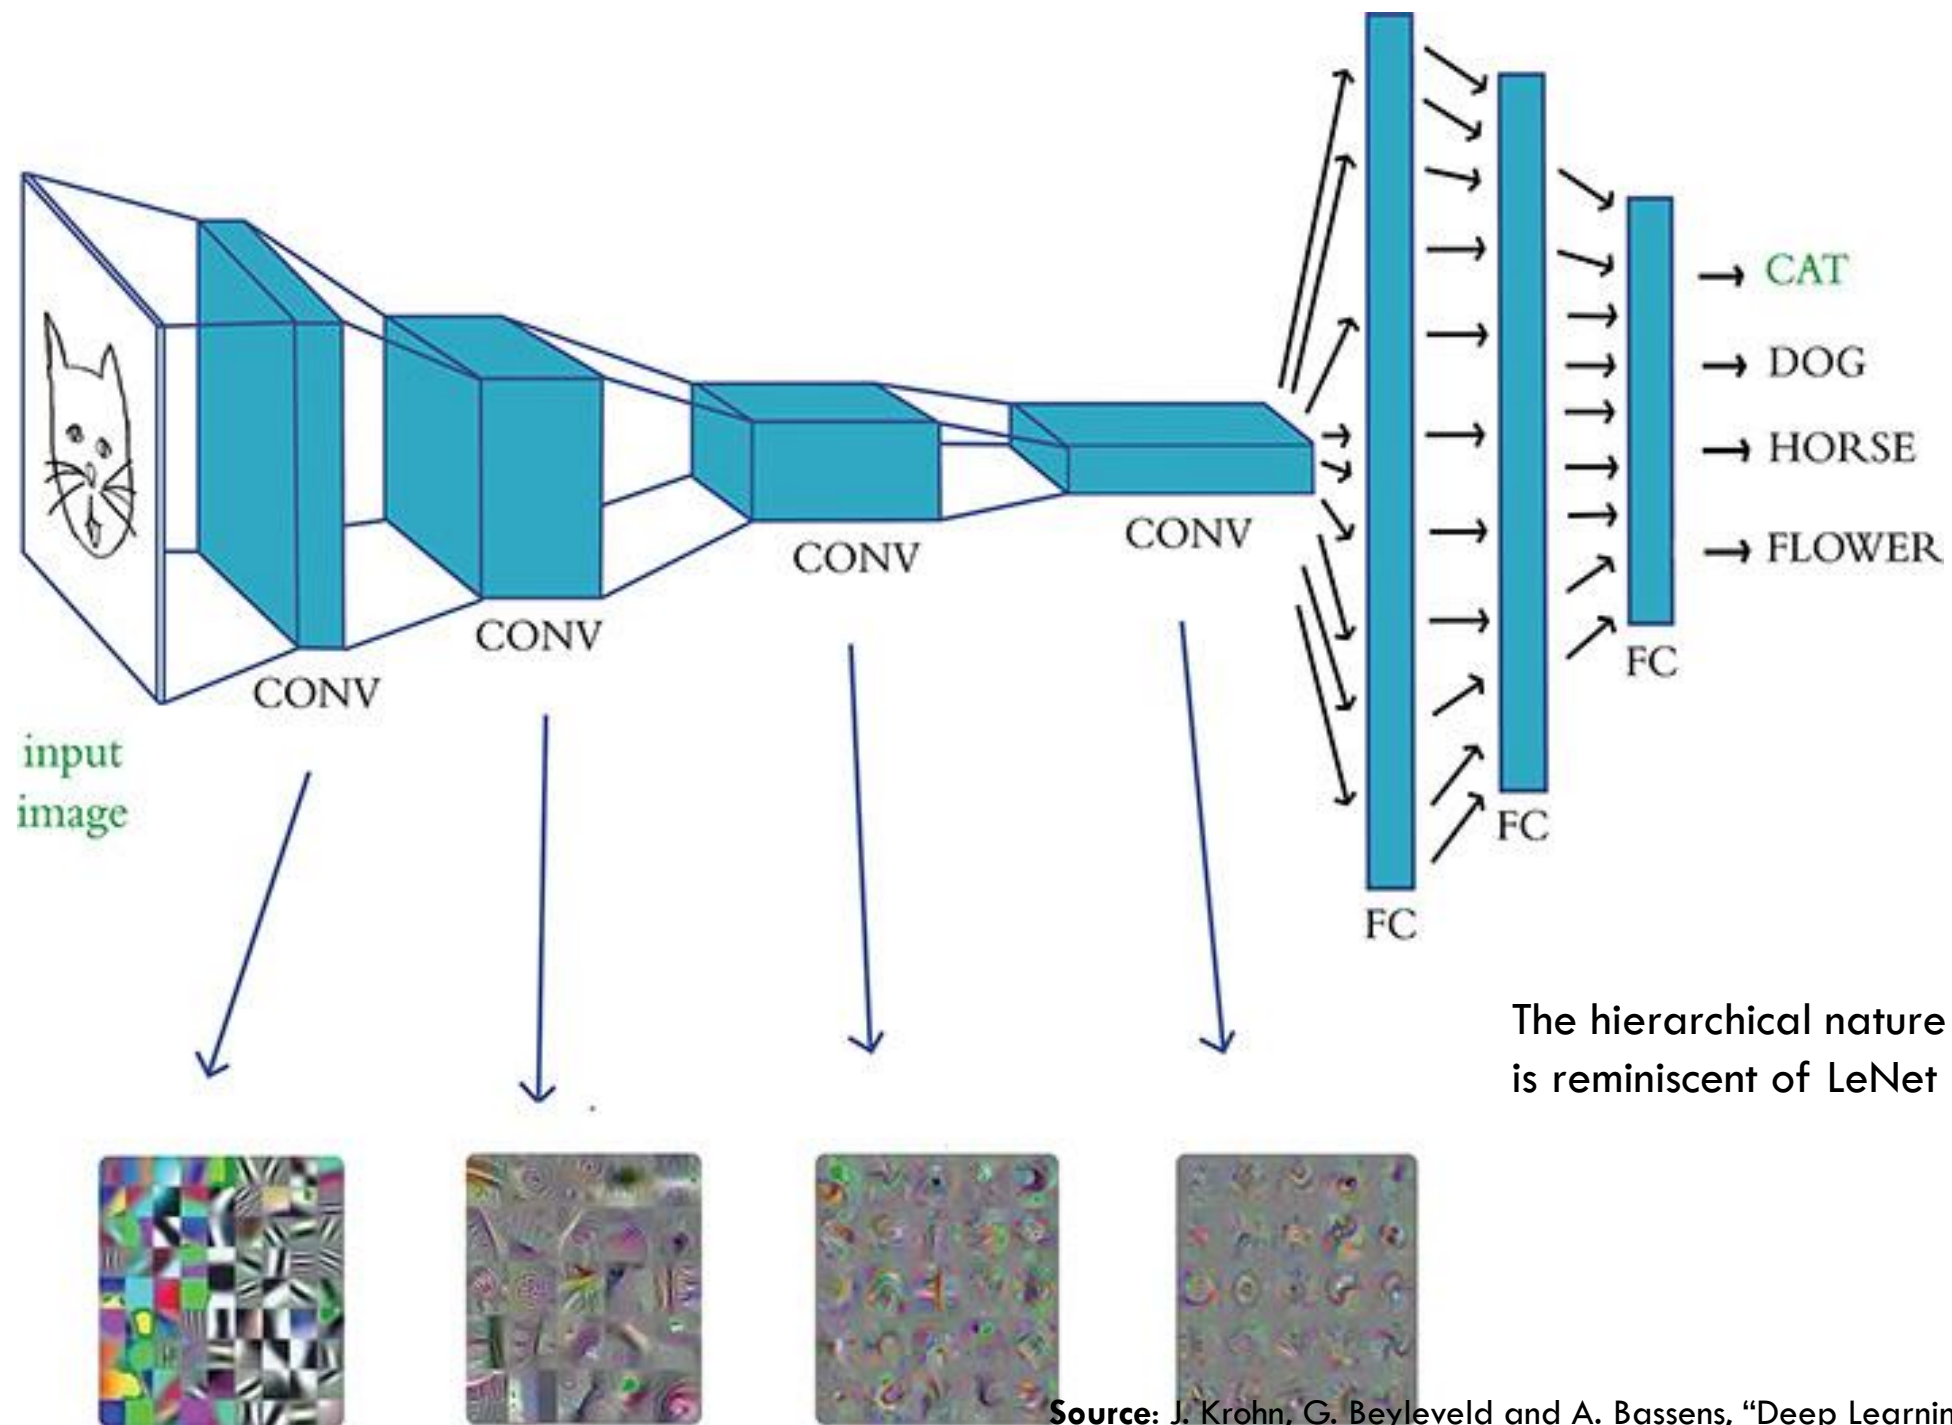 CAT
DOG
HORSE
FLOWER
CONV
CONV
CONV
CONV
FC
FC
FC
input
image
The hierarchical nature
is reminiscent of LeNet
Source: J. Krohn, G. Beyleveld and A. Bassens, “Deep Learnin